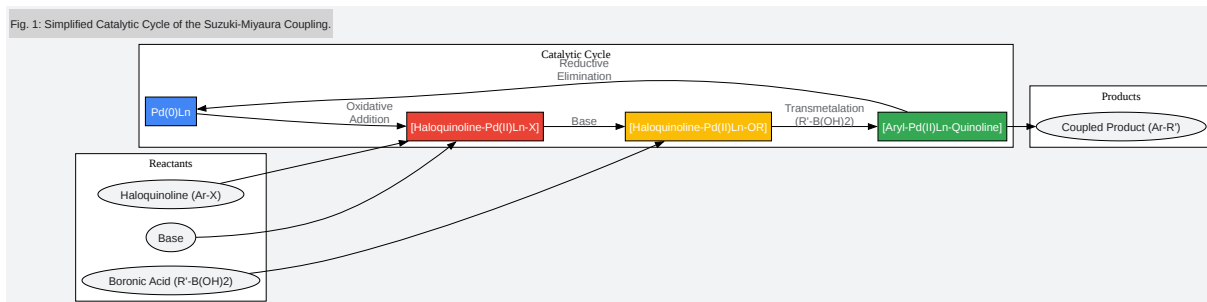 Fig. 1: Simplified Catalytic Cycle of the Suzuki-Miyaura Coupling.
Catalytic Cycle
Reductive
Elimination
Pd(0)Ln
Oxidative
Addition
[Haloquinoline-Pd(II)Ln-X]
Base
[Haloquinoline-Pd(II)Ln-OR]
Transmetalation
(R'-B(OH)2)
[Aryl-Pd(II)Ln-Quinoline]
Products
Coupled Product (Ar-R')
Reactants
Haloquinoline (Ar-X)
Base
Boronic Acid (R'-B(OH)2)